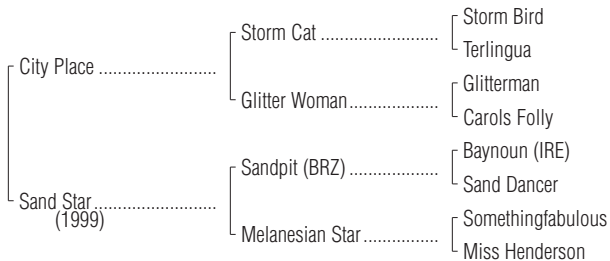 Storm Bird
Storm Cat ......................
Terlingua
City Place ......................
Glitterman
Glitter Woman .................
Carols Folly
Baynoun (IRE)
Sandpit (BRZ) .................
Sand Dancer
Sand Star .......................
(1999)
Somethingfabulous
Melanesian Star ..............
Miss Henderson